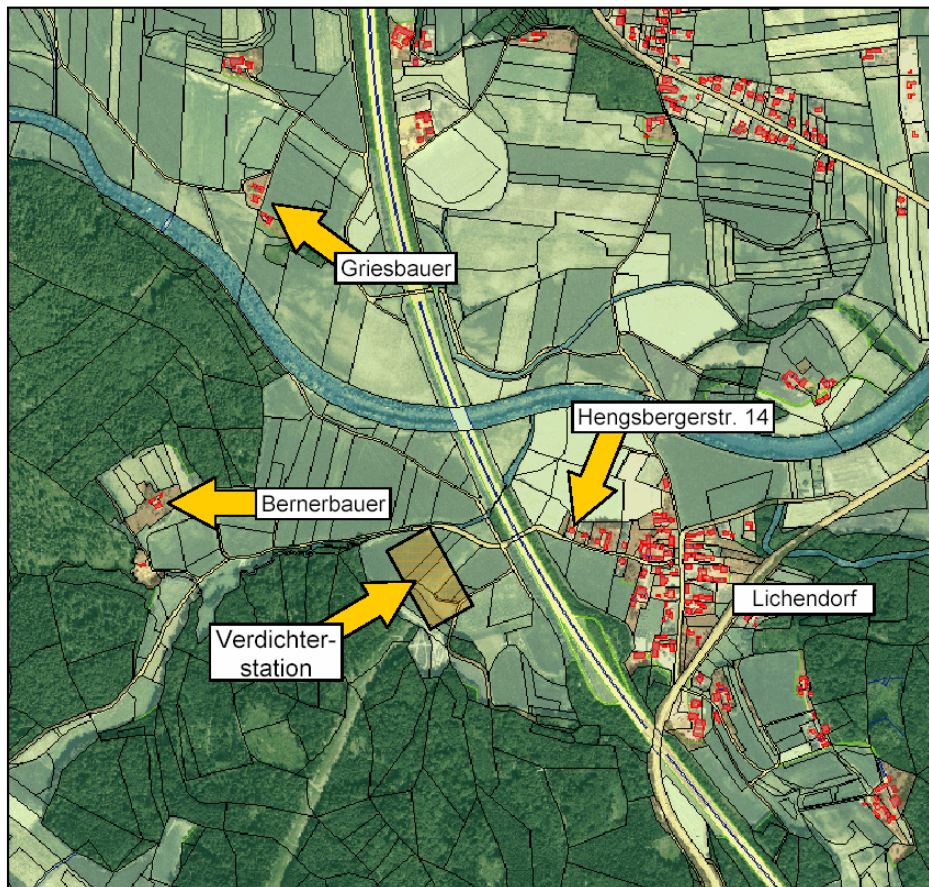 Griesbauer
Hengsbergerstr. 14
Bernerbauer
Lichendorf
Verdichter-
station